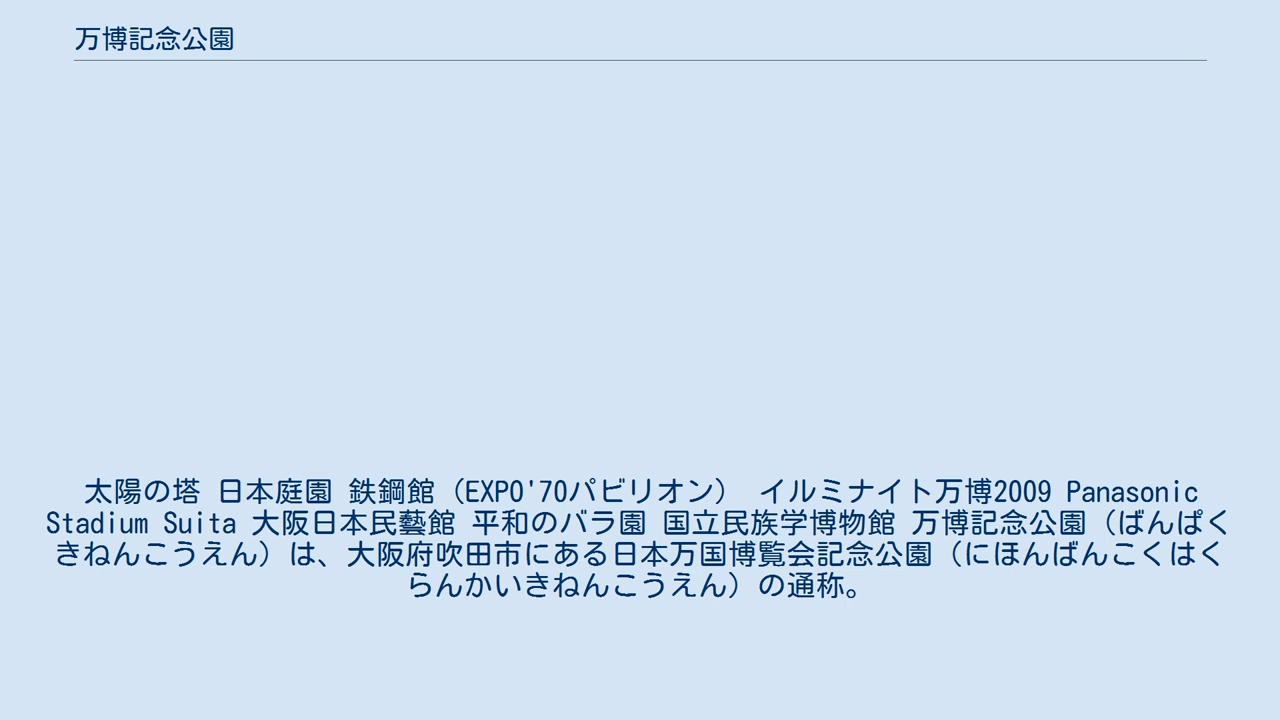 万博記念公園
太陽の塔 日本庭園 鉄鋼館（EXPO'70パビリオン） イルミナイト万博2009 Panasonic
Stadium Suita 大阪日本民藝館 平和のバラ園 国立民族学博物館 万博記念公園（ばんぱく
きねんこうえん）は、大阪府吹田市にある日本万国博覧会記念公園（にほんばんこくはく
らんかいきねんこうえん）の通称。